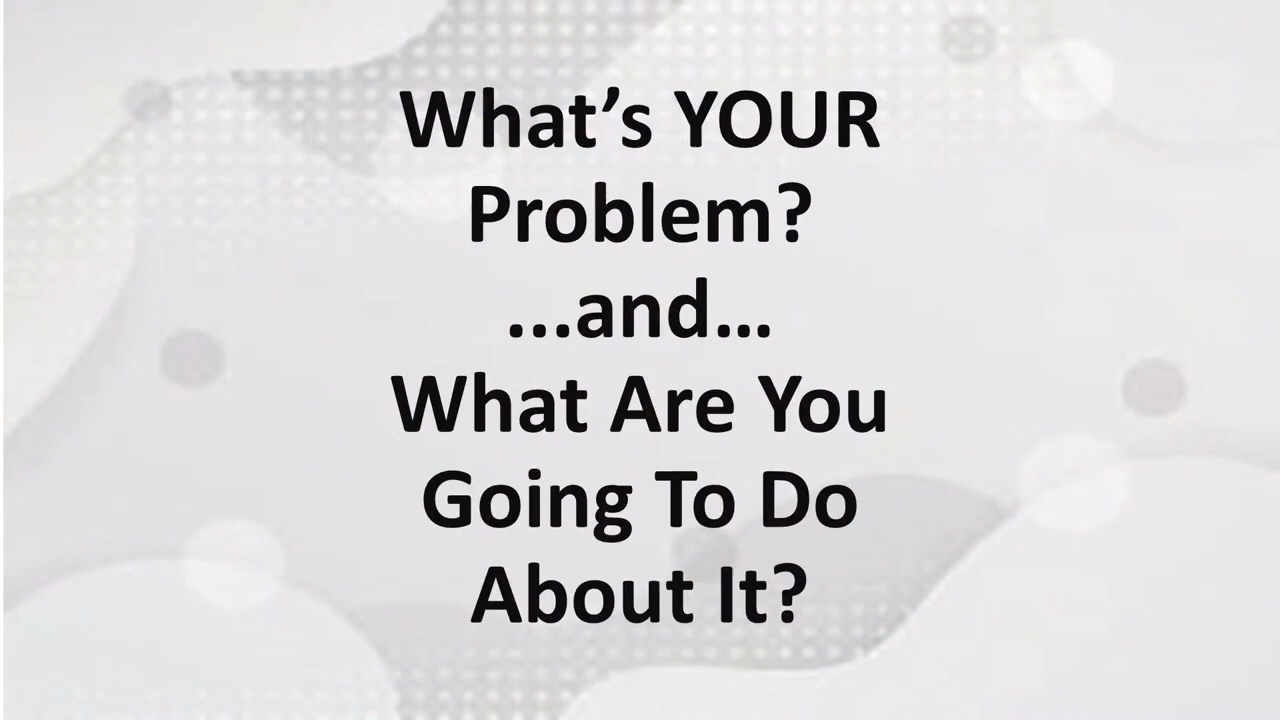 What’s YOUR
Problem?
...and…
What Are You
Going To Do
About It?